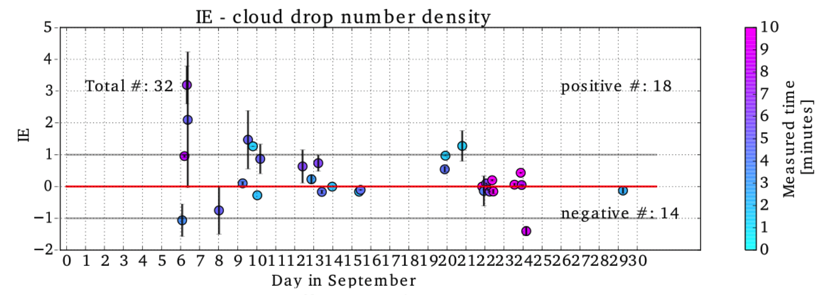 IE - cloud drop number density
5
4
3
2
1
0
−1
−2
IE
Total #: 32
positive #: 18
negative #: 14
0 1 2 3 4 5 6 7 8 9 10 11 12 13 14 15 16 17 18 19 20 21 22 23 24 25 26 27 28 29 30
Day in September
10
9
8
7
6
5
4
3
2
1
0
Measured time
[minutes]